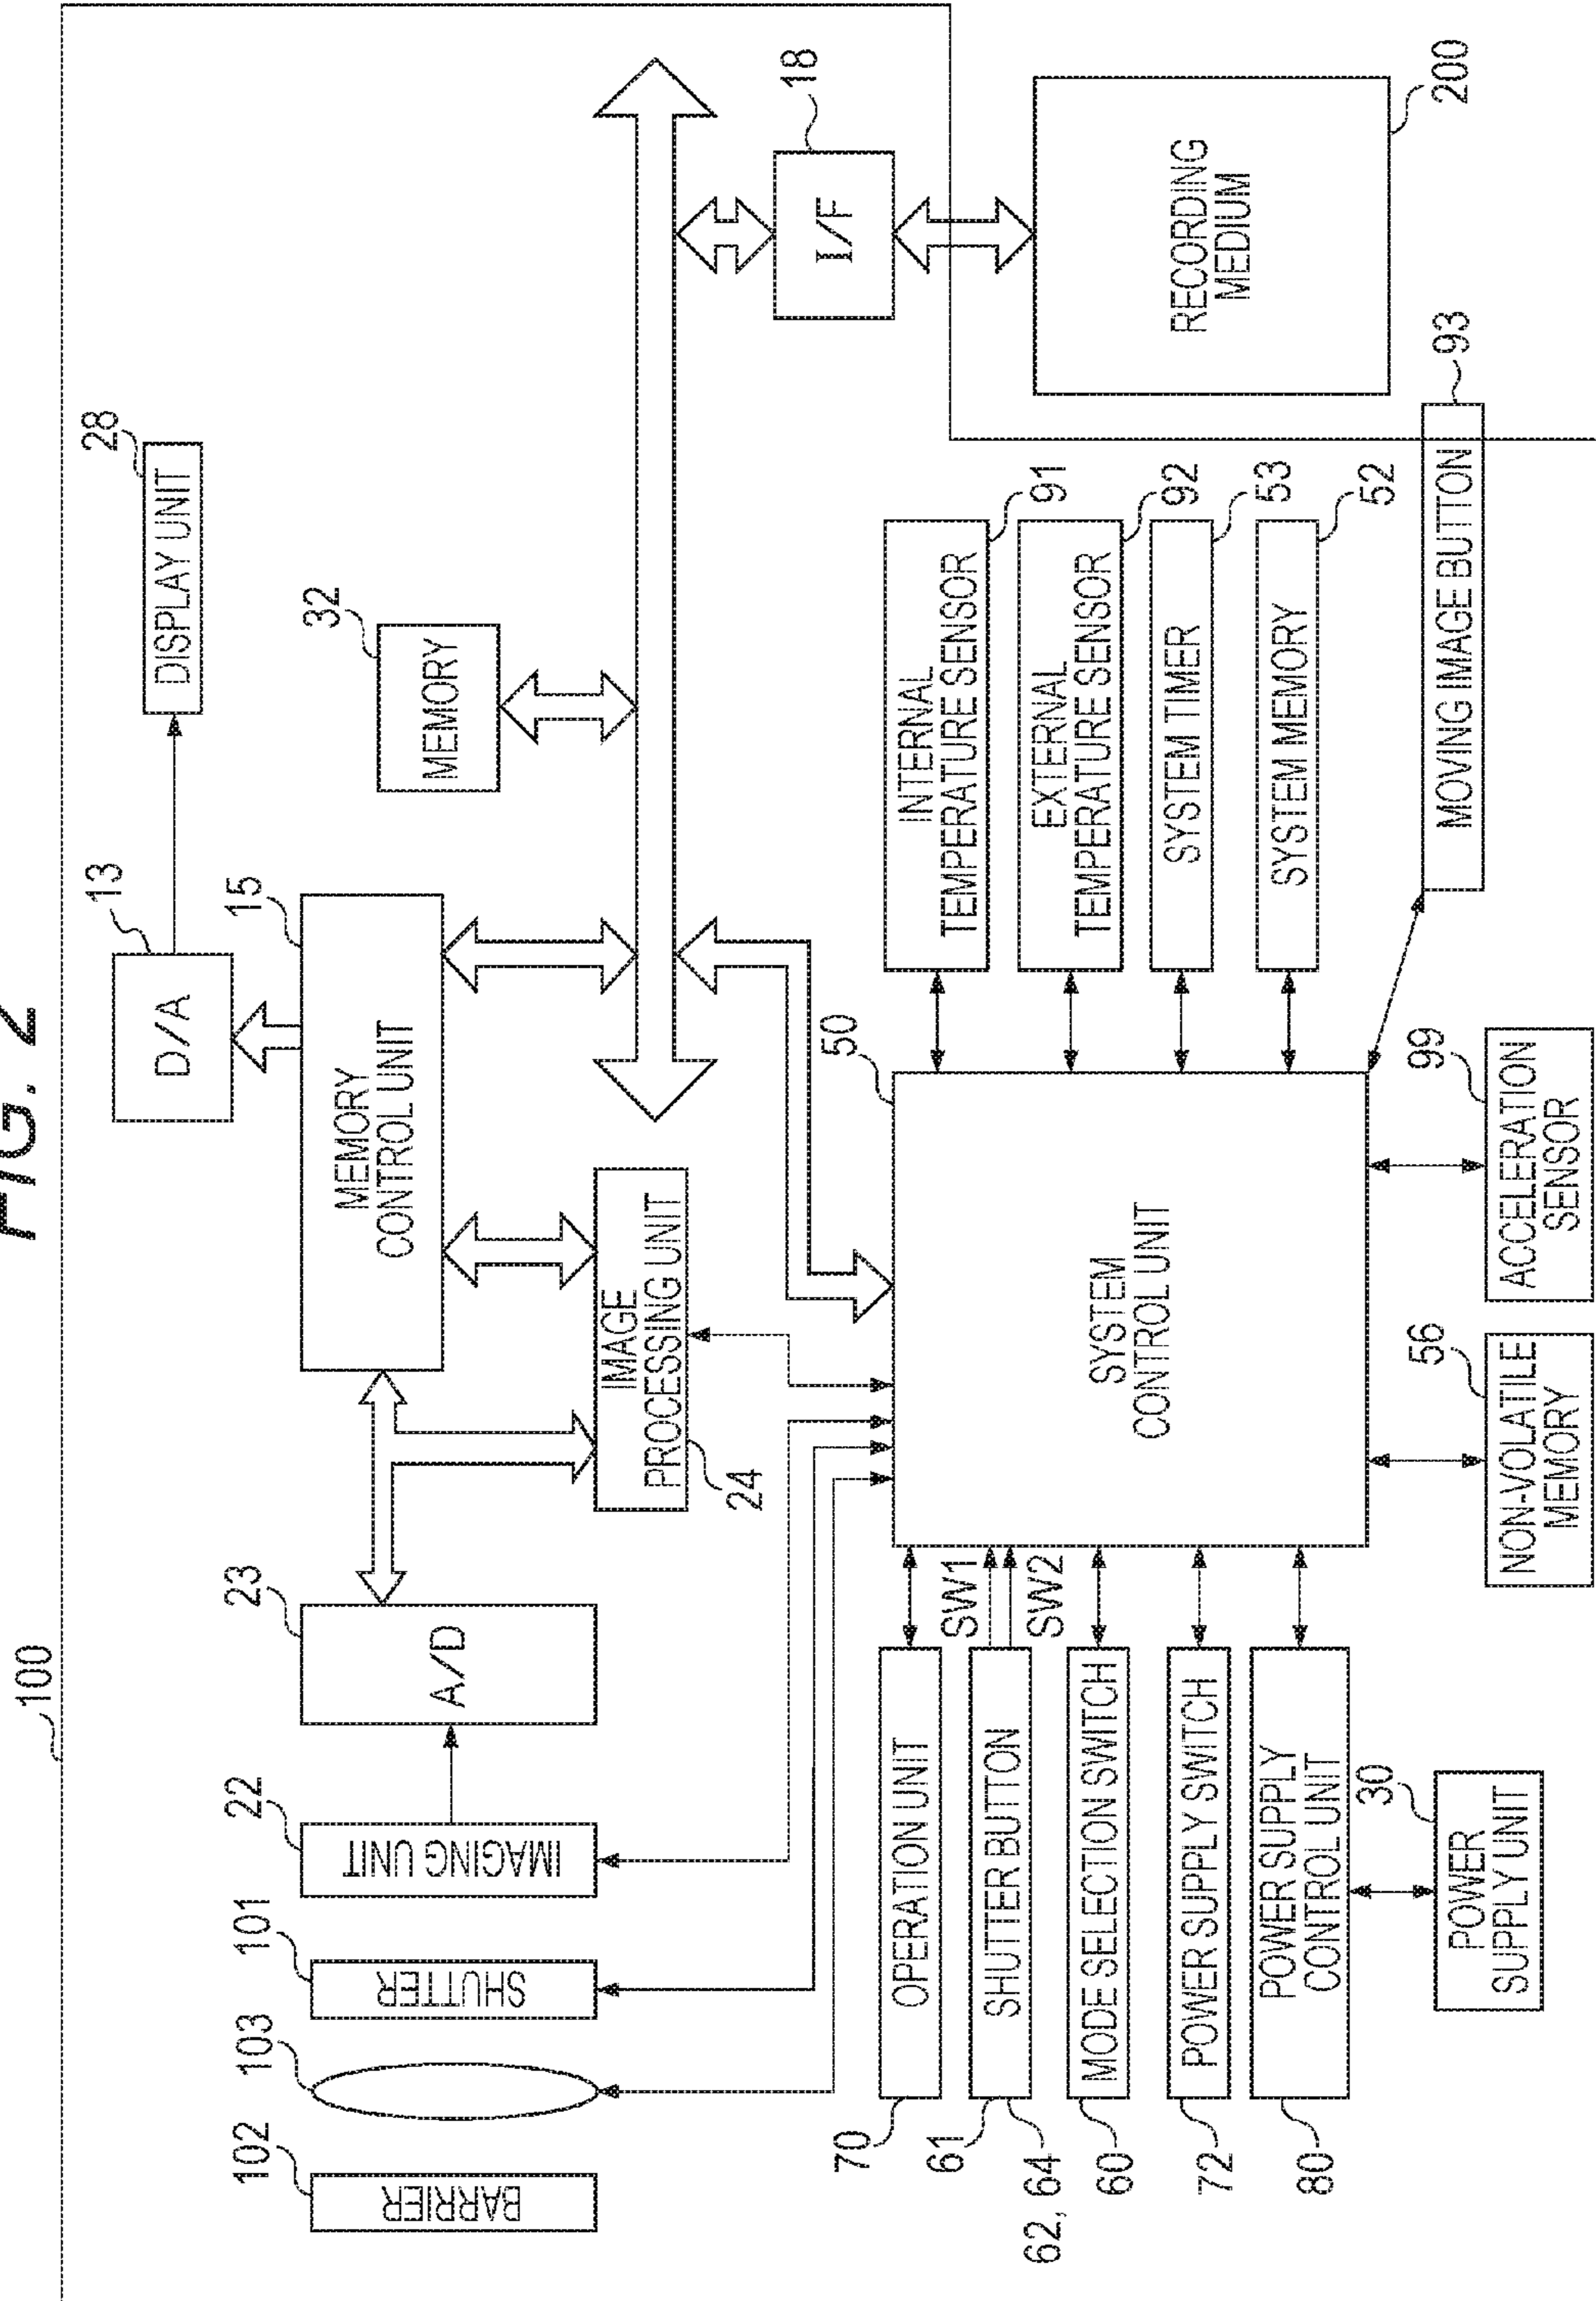 FIG. 2
100
28
DISPLAY UNIT
13
D/A
32
MEMORY
15
MEMORY
CONTROL UNIT
23
A/D
22
IMAGING UNIT
101
SHUTTER
103
102
BARRIER
IMAGE
PROCESSING UNIT
24
18
I/F
RECORDING
MEDIUM
200
50
SYSTEM
CONTROL UNIT
INTERNAL
TEMPERATURE SENSOR
91
EXTERNAL
TEMPERATURE SENSOR
92
SYSTEM TIMER
53
SYSTEM MEMORY
52
MOVING IMAGE BUTTON
93
70
OPERATION UNIT
SW1
61
SHUTTER BUTTON
62, 64
SW2
60
MODE SELECTION SWITCH
72
POWER SUPPLY SWITCH
80
POWER SUPPLY
CONTROL UNIT
30
POWER
SUPPLY UNIT
56
NON-VOLATILE
MEMORY
99
ACCELERATION
SENSOR